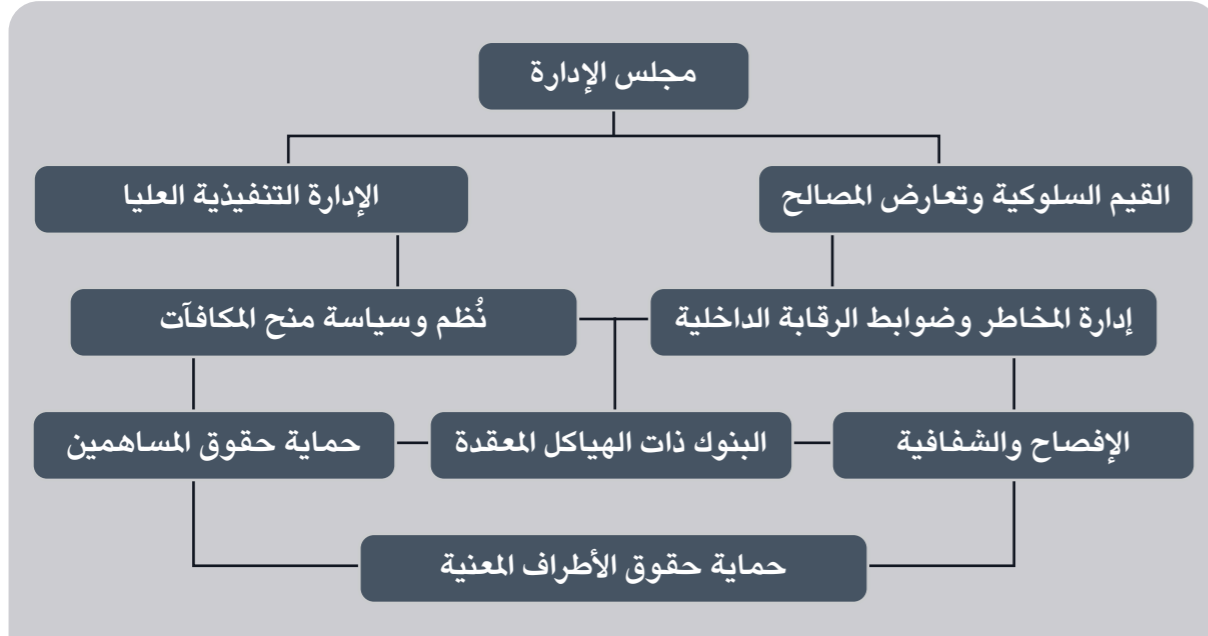 مجلس الإدارة
القيم السلوكية وتعارض المصالح
الإدارة التنفيذية العليا
إدارة المخاطر وضوابط الرقابة الداخلية
نُظم وسياسة منح المكافآت
الإفصاح والشفافية
البنوك ذات الهياكل المعقدة
حماية حقوق المساهمين
حماية حقوق الأطراف المعنية